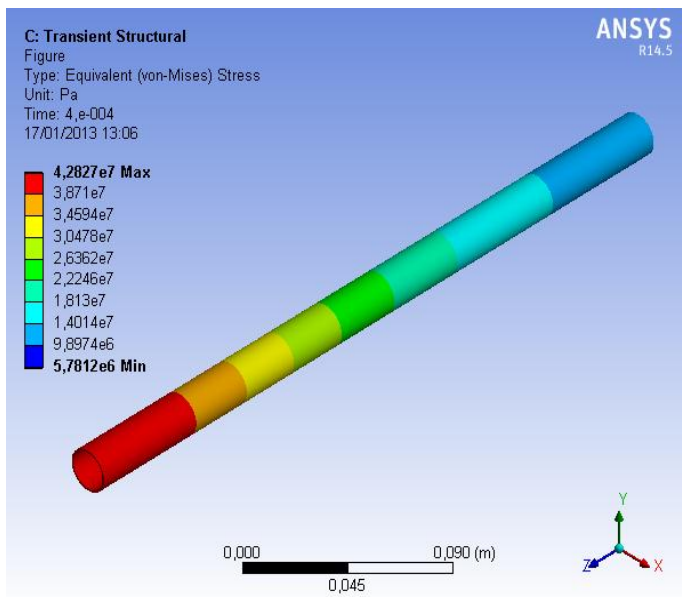 C: Transient Structural
Figure
Type: Equivalent (von-Mises) Stress
Unit: Pa
Time: 4,e-004
17/01/2013 13:06
ANSYS
R14.5
4,2827e7 Max
3,871e7
3,4594e7
3,0478e7
2,6362e7
2,2246e7
1,813e7
1,4014e7
9,8974e6
5,7812e6 Min
0,000
0,090 (m)
0,045
Y
Z
X